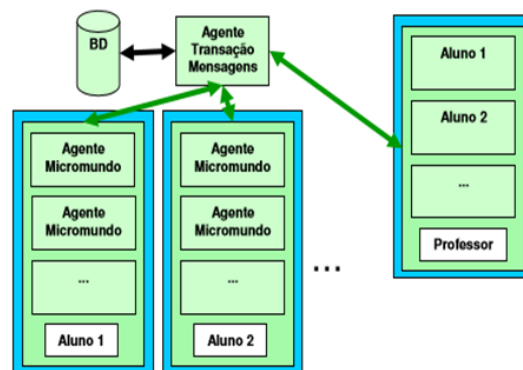 BD
Agente
Transação
Mensagens
Aluno 1
Aluno 2
...
Professor
Agente
Micromundo
Agente
Micromundo
...
Aluno 1
Agente
Micromundo
Agente
Micromundo
...
Aluno 2
...